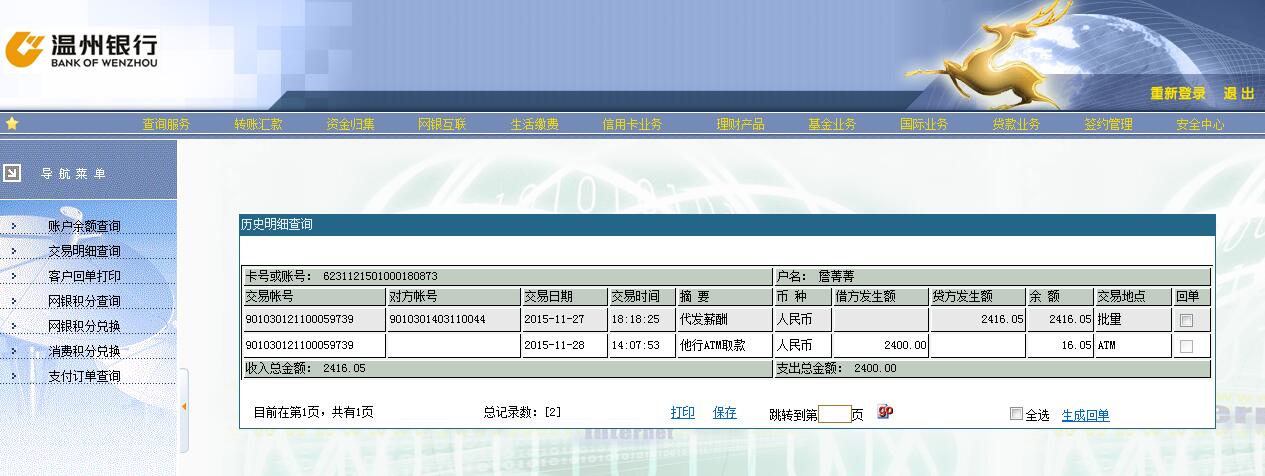 温州银行
BANK OF WENZHOU
重新登录 退出
查询服务 转账汇款 资金归集 网银互联 生活缴费 信用卡业务 理财产品 基金业务 国际业务 贷款业务 签约管理 安全中心
导航菜单
账户余额查询
交易明细查询
客户回单打印
网银积分查询
网银积分兑换
消费积分兑换
支付订单查询
历史明细查询
卡号或账号: 6231121501000180873 户名: 詹菁菁
交易帐号 对方帐号 交易日期 交易时间 摘 要 币 种 借方发生额 贷方发生额 余 额 交易地点 回单
901030121100059739 9010301403110044 2015-11-27 18:18:25 代发薪酬 人民币 2416.05 2416.05 批量
901030121100059739 2015-11-28 14:07:53 他行ATM取款 人民币 2400.00 16.05 ATM
收入总金额: 2416.05 支出总金额: 2400.00
目前在第1页，共有1页 总记录数：[2] 打印 保存 跳转到第 页 go 全选 生成回单
Internet